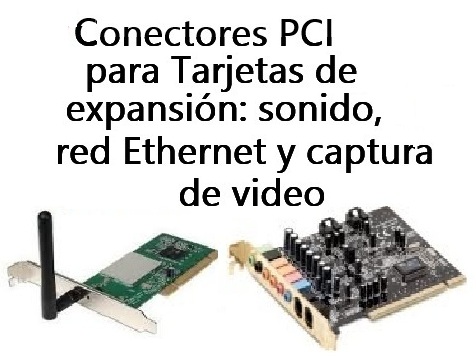 Conectores PCI
para Tarjetas de
expansión: sonido,
red Ethernet y captura
de video